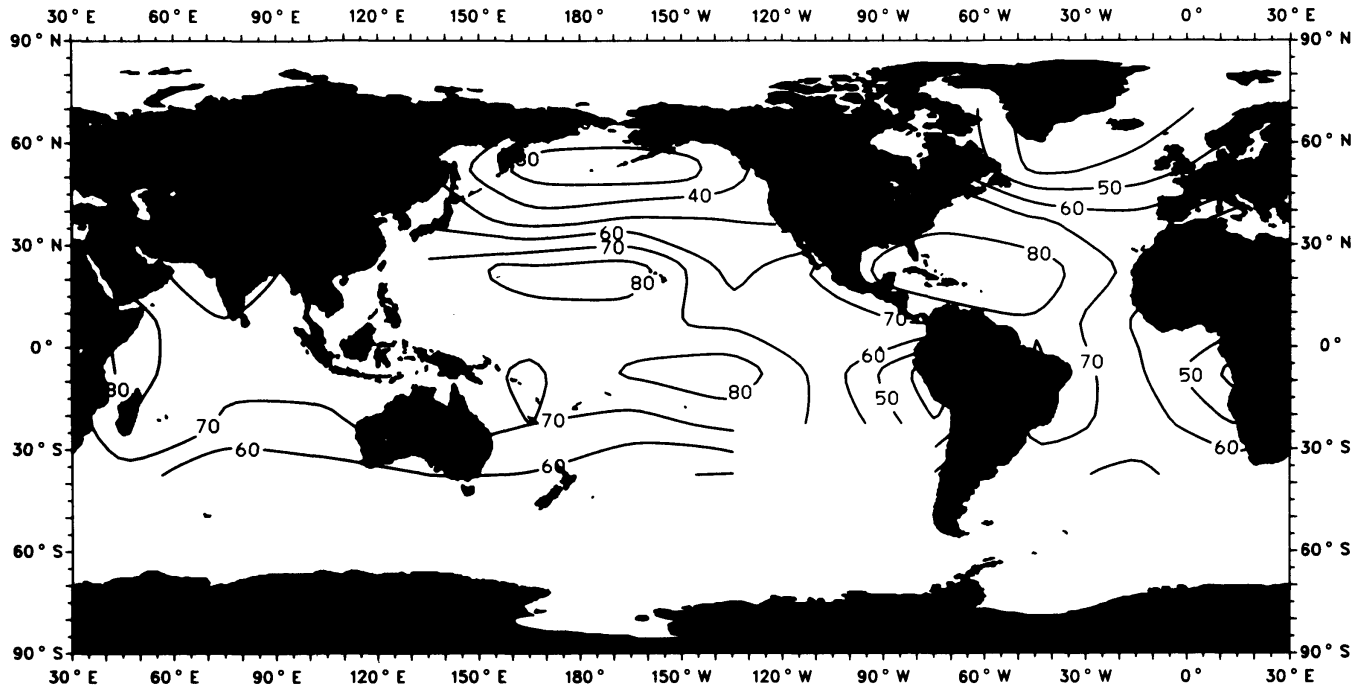 30° E 60° E 90° E 120° E 150° E 180° 150° W 120° W 90° W 60° W 30° W 0° 30° E
90° N 90° N
60° N 60° N
30 50
40 60
60 30° N
30° N 70 80
80
70
0° 60 0°
80 80 50 70 50
70 70
30° S 60 60 60 30° S
60° S 60° S
90° S 90° S
30° E 60° E 90° E 120° E 150° E 180° 150° W 120° W 90° W 60° W 30° W 0° 30° E